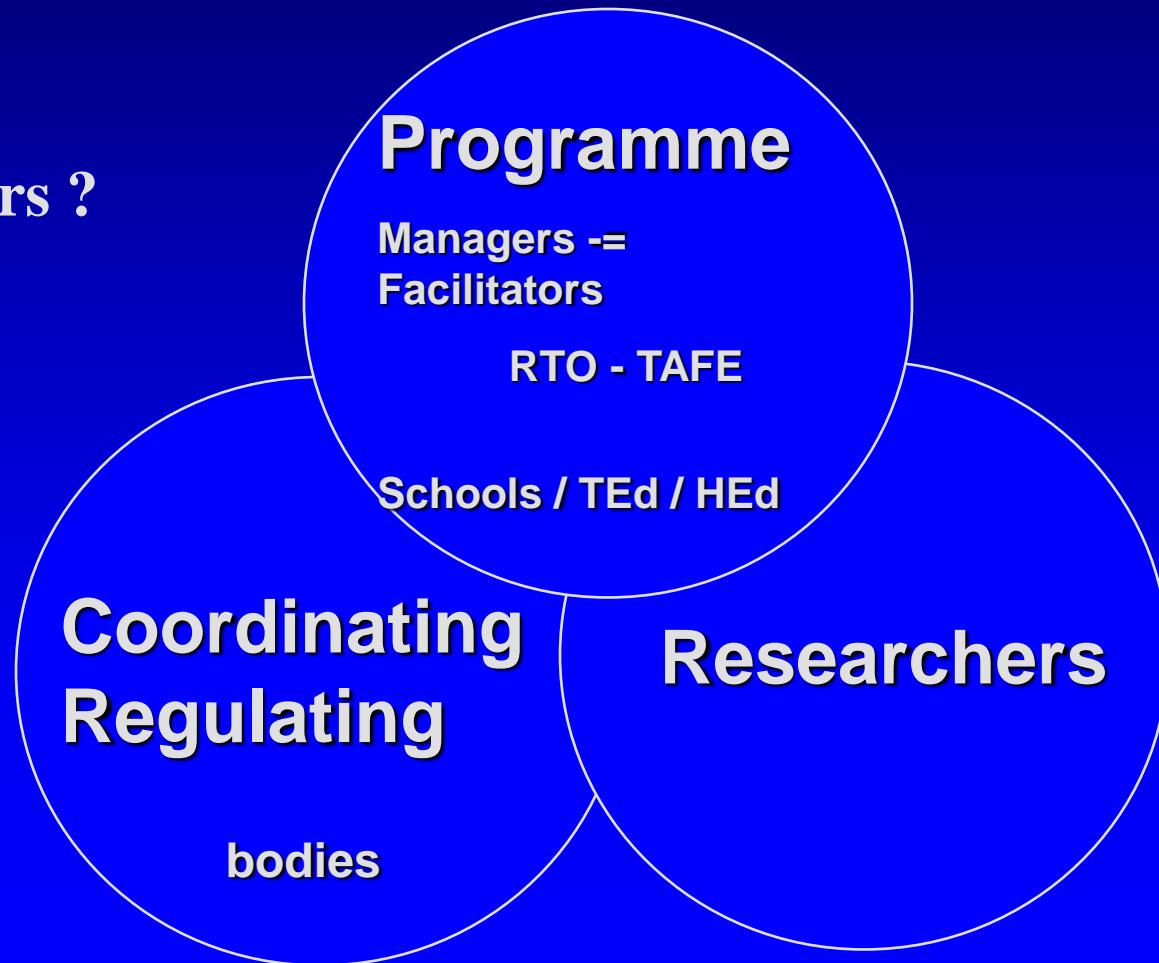 rs ?
Programme
Managers -=
Facilitators
RTO - TAFE
Schools / TEd / HEd
Coordinating
Regulating
bodies
Researchers